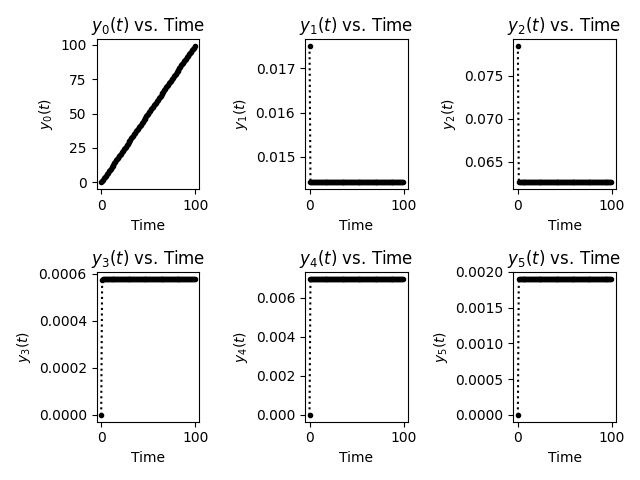 y₀(t) vs. Time
100
75
50
25
0
y₀(t)
0 100
Time
y₁(t) vs. Time
0.017
0.016
0.015
y₁(t)
0 100
Time
y₂(t) vs. Time
0.075
0.070
0.065
y₂(t)
0 100
Time
y₃(t) vs. Time
0.0006
0.0004
0.0002
0.0000
y₃(t)
0 100
Time
y₄(t) vs. Time
0.006
0.004
0.002
0.000
y₄(t)
0 100
Time
y₅(t) vs. Time
0.0020
0.0015
0.0010
0.0005
0.0000
y₅(t)
0 100
Time